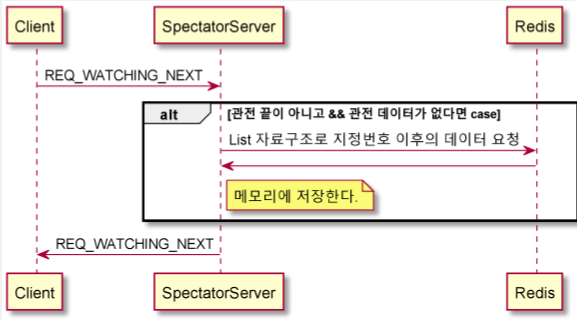 Client SpectatorServer Redis
REQ_WATCHING_NEXT
alt [관전 끝이 아니고 && 관전 데이터가 없다면 case]
List 자료구조로 지정번호 이후의 데이터 요청
메모리에 저장한다.
REQ_WATCHING_NEXT
Client SpectatorServer Redis